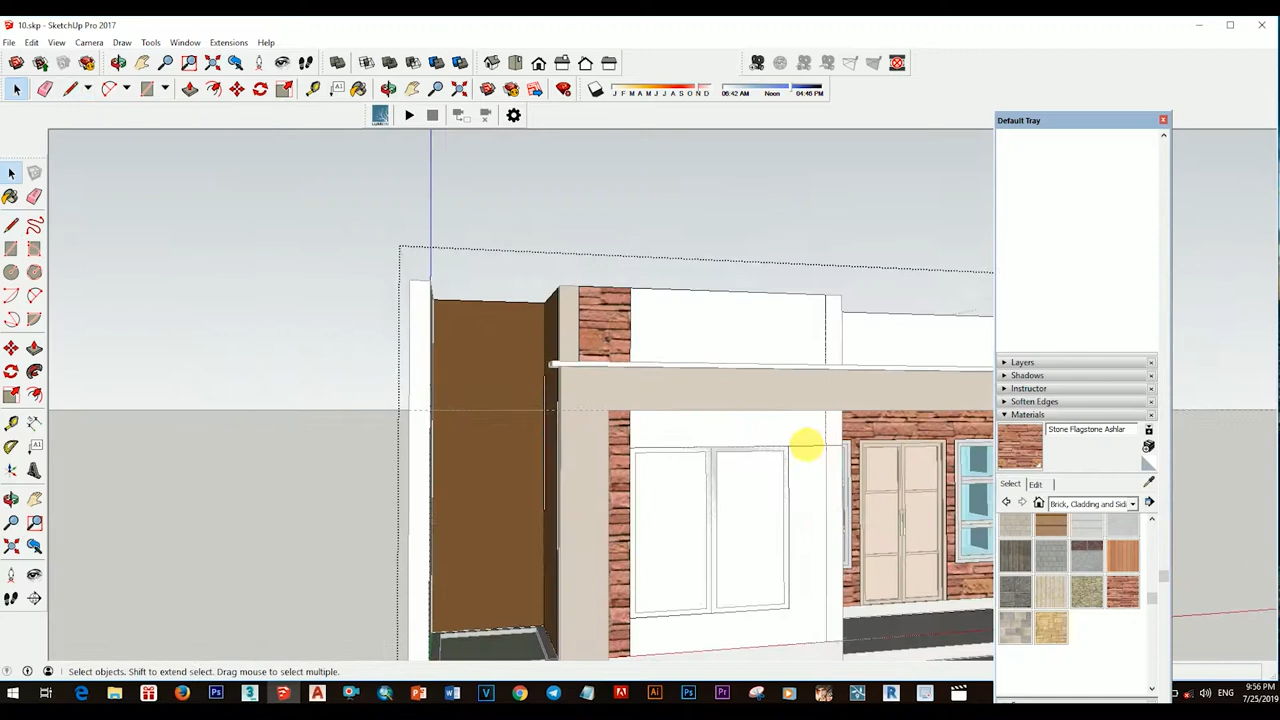 10.skp - SketchUp Pro 2017
File Edit View Camera Draw Tools Window Extensions Help
J F M A M J J A S O N D
06:42 AM Noon 04:46 PM
LUMION
Default Tray
Layers
Shadows
Instructor
Soften Edges
Materials
Stone Flagstone Ashlar
Select Edit
Brick, Cladding and Sidi
Select objects. Shift to extend select. Drag mouse to select multiple.
ENG
9:56 PM
7/25/2019